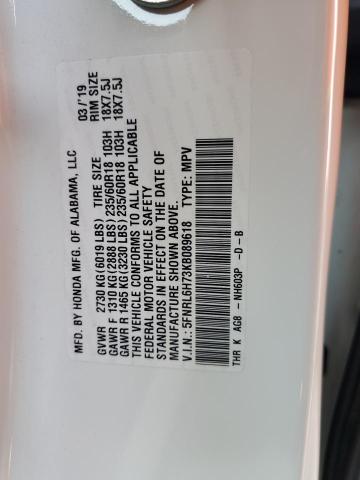 MFD. BY HONDA MFG. OF ALABAMA, LLC 03/'19
GVWR 2730 KG(6019 LBS) TIRE SIZE RIM SIZE
GAWR F 1310 KG(2888 LBS) 235/60R18 103H 18X7.5J
GAWR R 1465 KG(3230 LBS) 235/60R18 103H 18X7.5J
THIS VEHICLE CONFORMS TO ALL APPLICABLE
FEDERAL MOTOR VEHICLE SAFETY
STANDARDS IN EFFECT ON THE DATE OF
MANUFACTURE SHOWN ABOVE.
V.I.N.: 5FNRL6H73KB089618 TYPE: MPV
THR K AG8 -NH603P -D -B